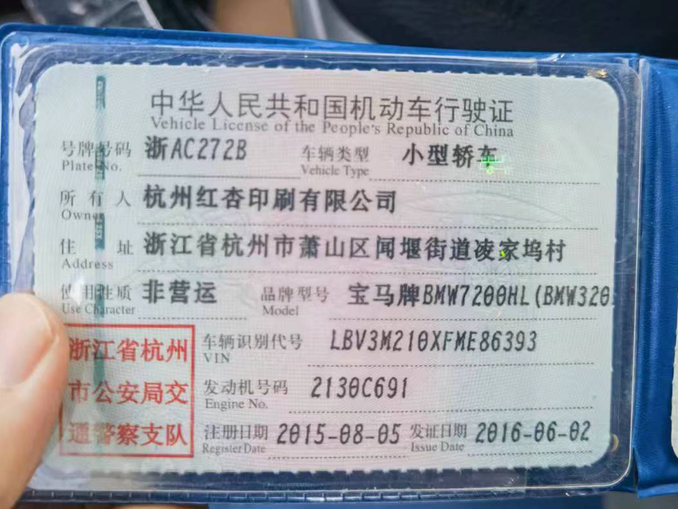 中华人民共和国机动车行驶证
Vehicle License of the People's Republic of China
号牌号码 浙AC272B 车辆类型 小型轿车
Plate No. Vehicle Type
所有人 杭州红杏印刷有限公司
Owner
住址 浙江省杭州市萧山区闻堰街道凌家坞村
Address
使用性质 非营运 品牌型号 宝马牌BMW7200HL(BMW320
Use Character Model
浙江省杭州
市公安局交
通警察支队
车辆识别代号 LBV3M210XFME86393
VIN
发动机号码 2130C691
Engine No.
注册日期 2015-08-05 发证日期 2016-06-02
Register Date Issue Date